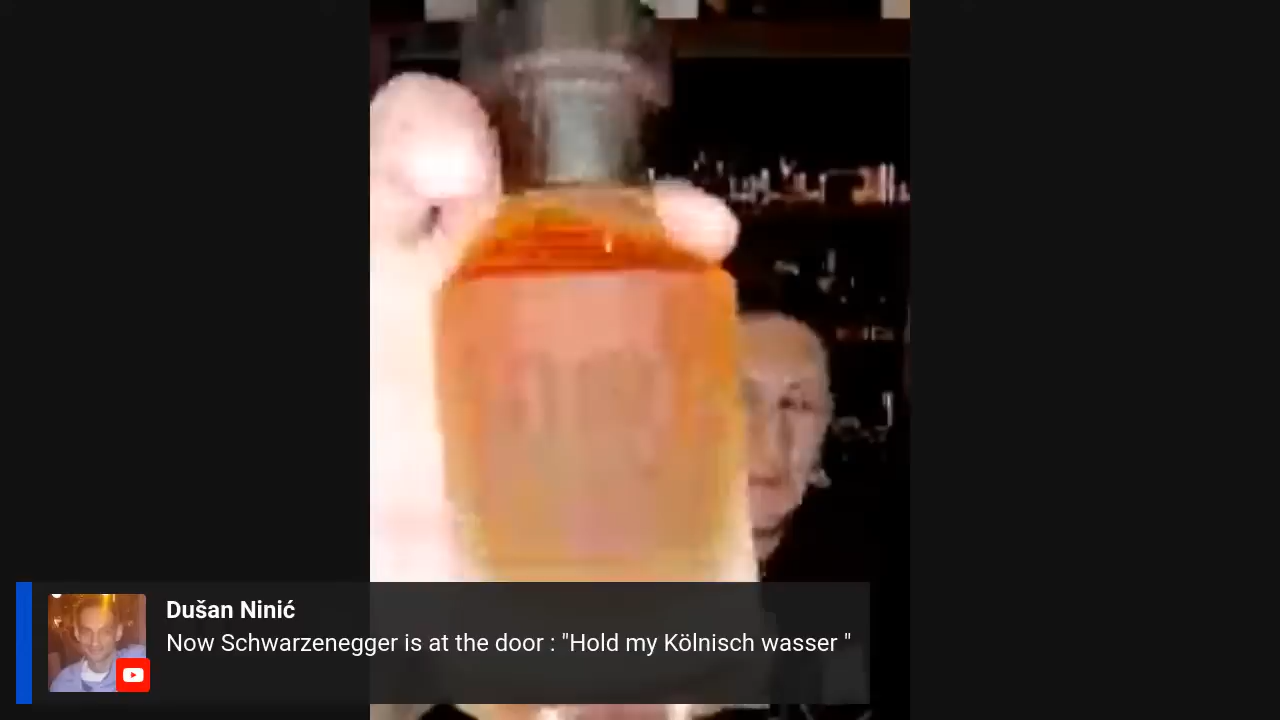 Dušan Ninić
Now Schwarzenegger is at the door : "Hold my Kölnisch wasser "